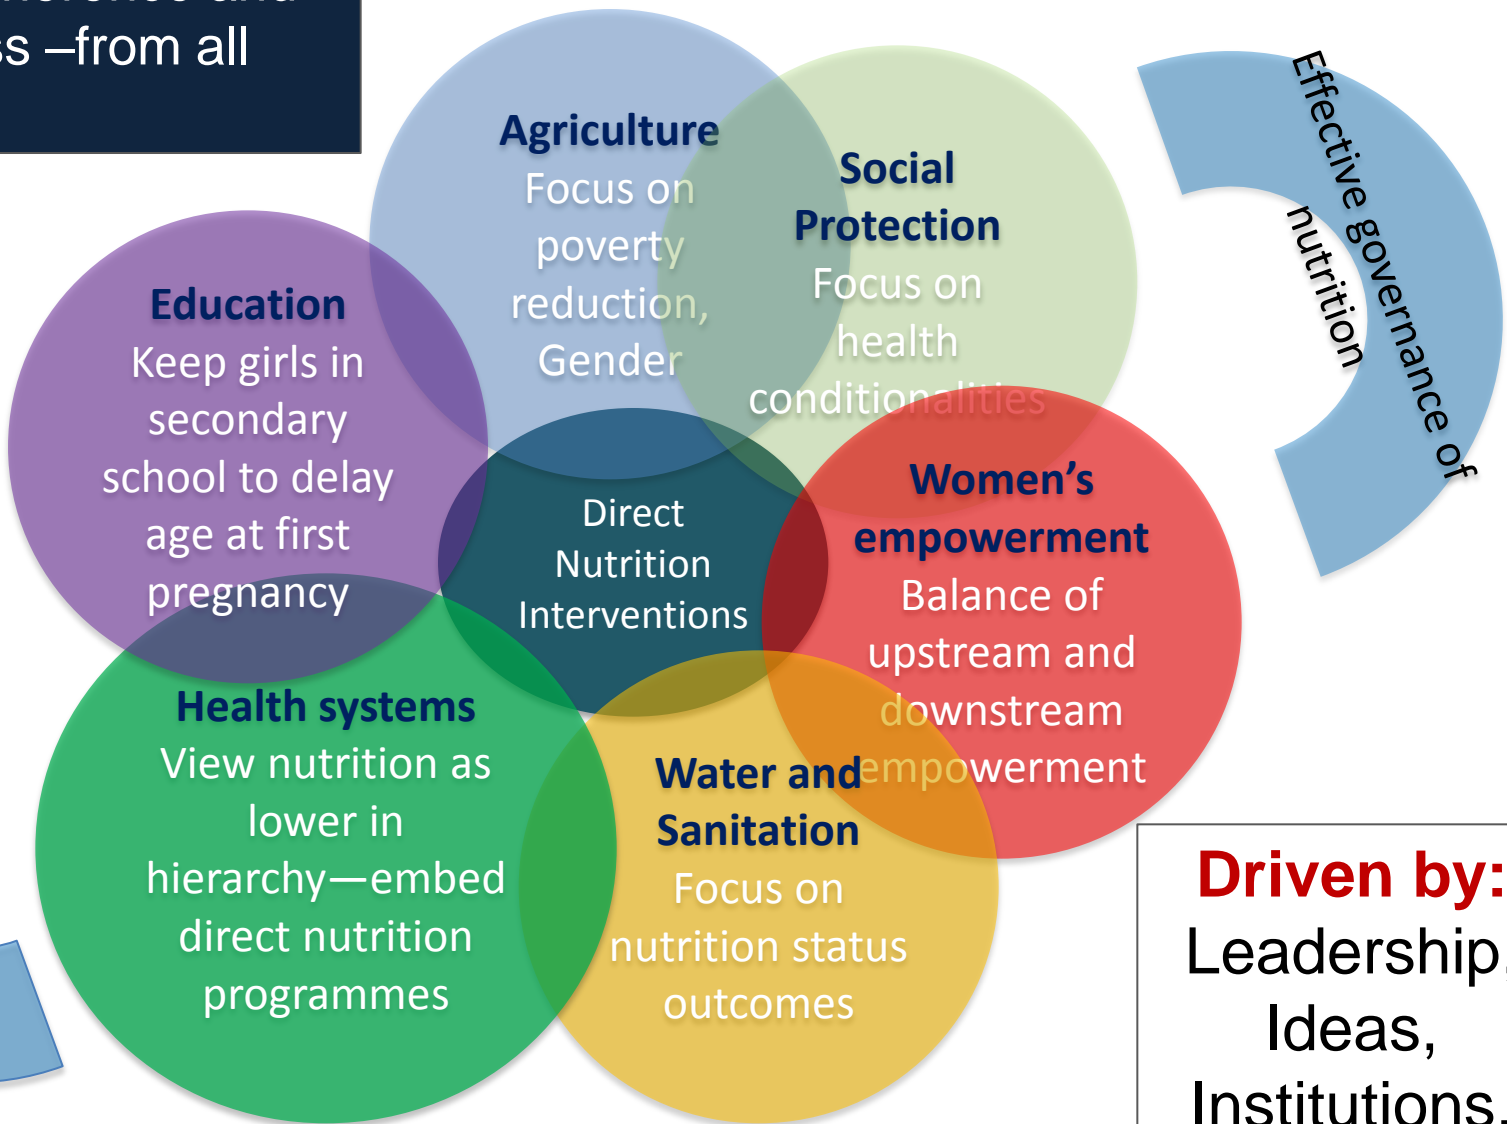 ss –from all
Agriculture
Focus on
poverty
reduction,
Gender
Social
Protection
Focus on
health
conditionalities
Effective governance of
nutrition
Education
Keep girls in
secondary
school to delay
age at first
pregnancy
Direct
Nutrition
Interventions
Women’s
empowerment
Balance of
upstream and
downstream
empowerment
Health systems
View nutrition as
lower in
hierarchy—embed
direct nutrition
programmes
Water and
Sanitation
Focus on
nutrition status
outcomes
Driven by:
Leadership,
Ideas,
Institutions,